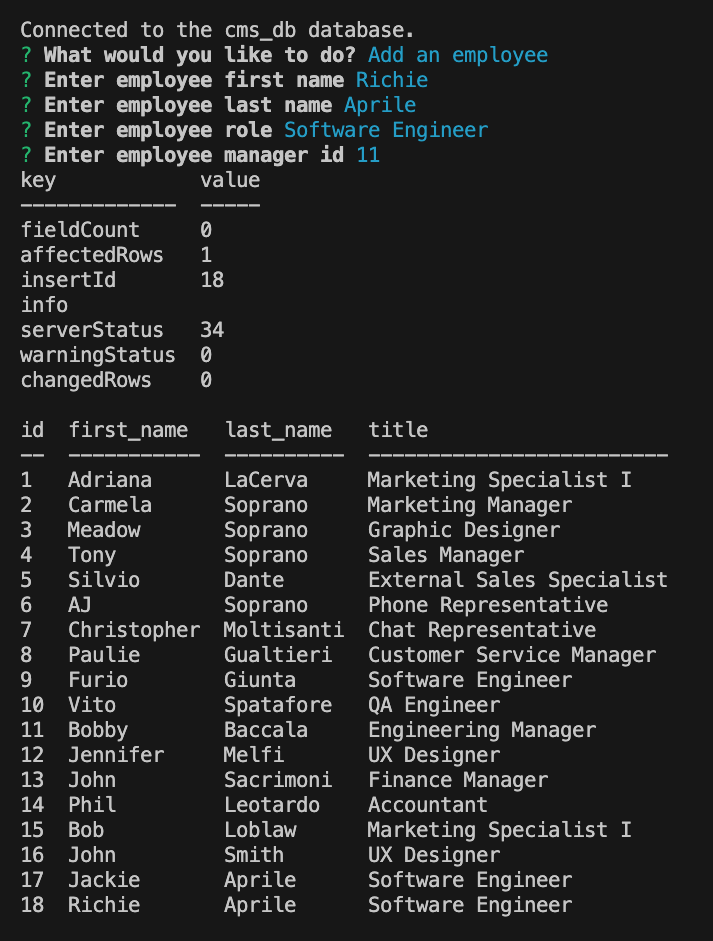 Connected to the cms_db database.
? What would you like to do? Add an employee
? Enter employee first name Richie
? Enter employee last name Aprile
? Enter employee role Software Engineer
? Enter employee manager id 11
key            value
-------------  -----
fieldCount     0
affectedRows   1
insertId       18
info
serverStatus   34
warningStatus  0
changedRows    0

id  first_name   last_name   title
--  -----------  ----------  -------------------------
1   Adriana      LaCerva     Marketing Specialist I
2   Carmela      Soprano     Marketing Manager
3   Meadow       Soprano     Graphic Designer
4   Tony         Soprano     Sales Manager
5   Silvio       Dante       External Sales Specialist
6   AJ           Soprano     Phone Representative
7   Christopher  Moltisanti  Chat Representative
8   Paulie       Gualtieri   Customer Service Manager
9   Furio        Giunta      Software Engineer
10  Vito         Spatafore   QA Engineer
11  Bobby        Baccala     Engineering Manager
12  Jennifer     Melfi       UX Designer
13  John         Sacrimoni   Finance Manager
14  Phil         Leotardo    Accountant
15  Bob          Loblaw      Marketing Specialist I
16  John         Smith       UX Designer
17  Jackie       Aprile      Software Engineer
18  Richie       Aprile      Software Engineer